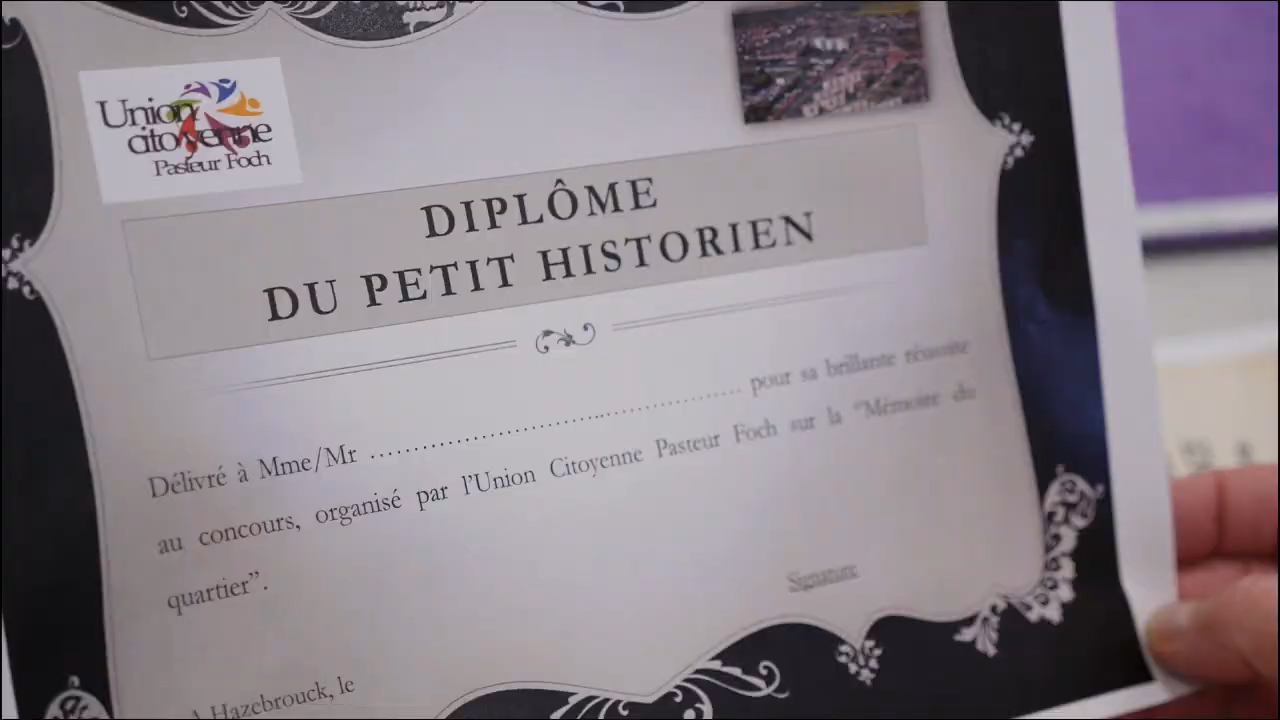 Union
citoyenne
Pasteur Foch
DIPLÔME
DU PETIT HISTORIEN
Délivré à Mme/Mr ........................................................ pour sa brillante réussite
au concours, organisé par l'Union Citoyenne Pasteur Foch sur la "Mémoire du
quartier".
Signature
A Hazebrouck, le